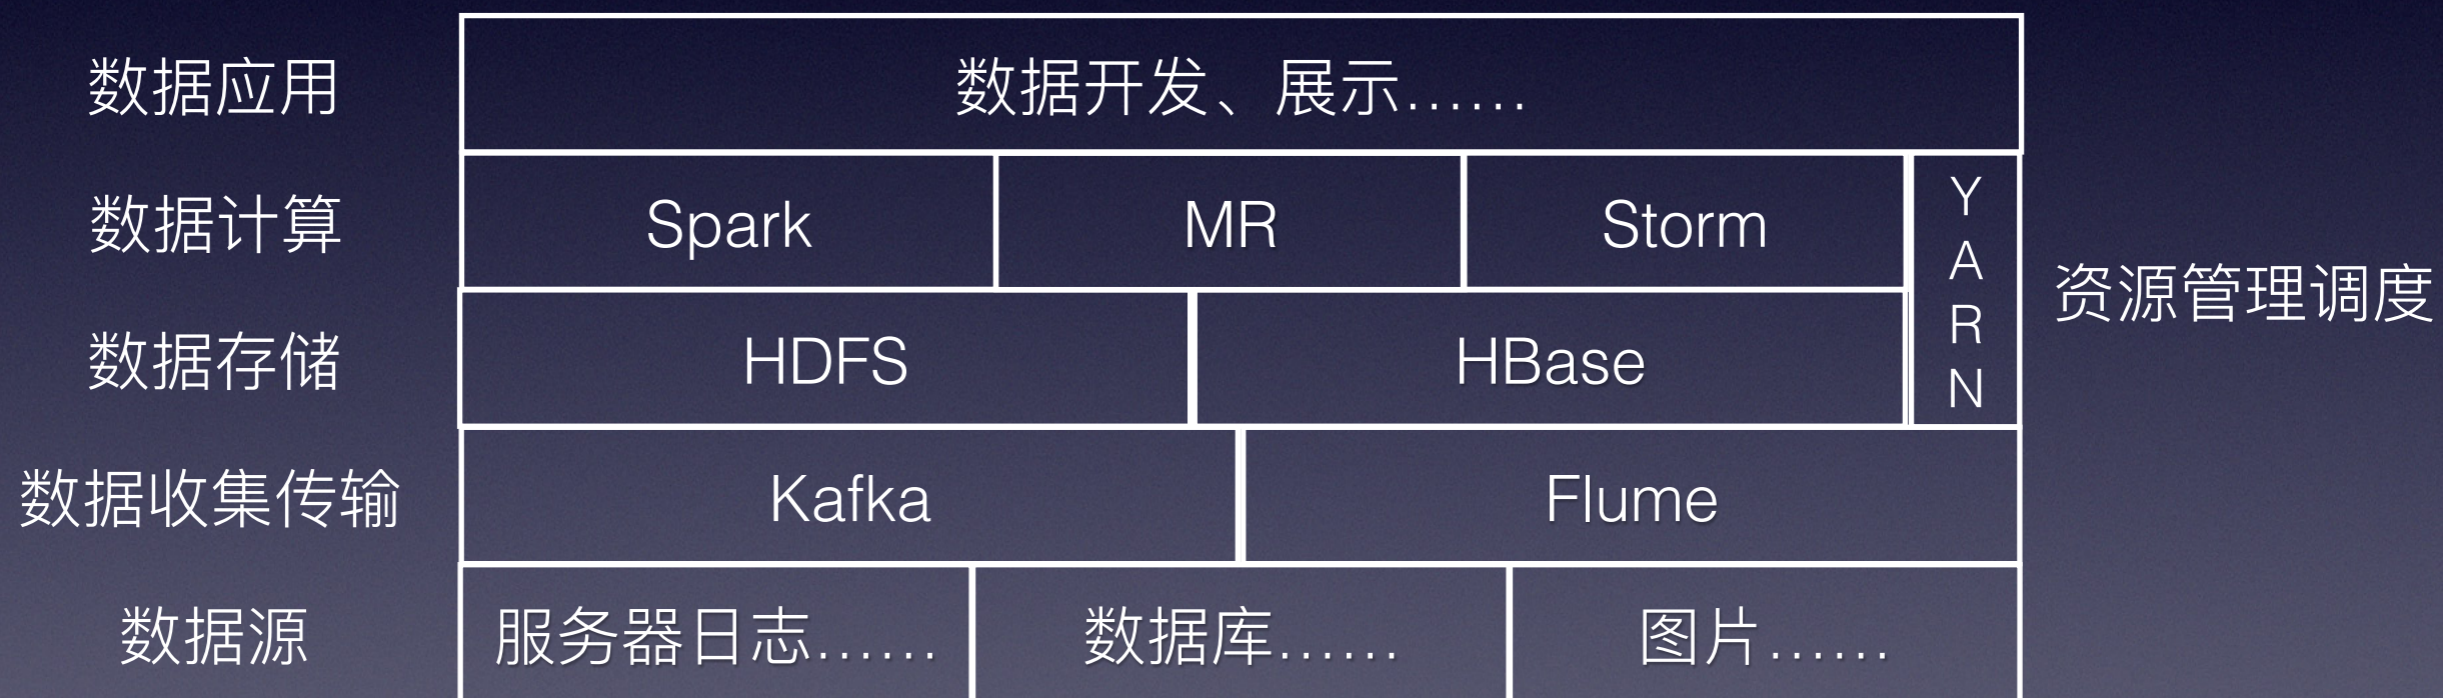 数据应用
数据开发、展示……
数据计算
Spark
MR
Storm
YARN
资源管理调度
数据存储
HDFS
HBase
数据收集传输
Kafka
Flume
数据源
服务器日志……
数据库……
图片……